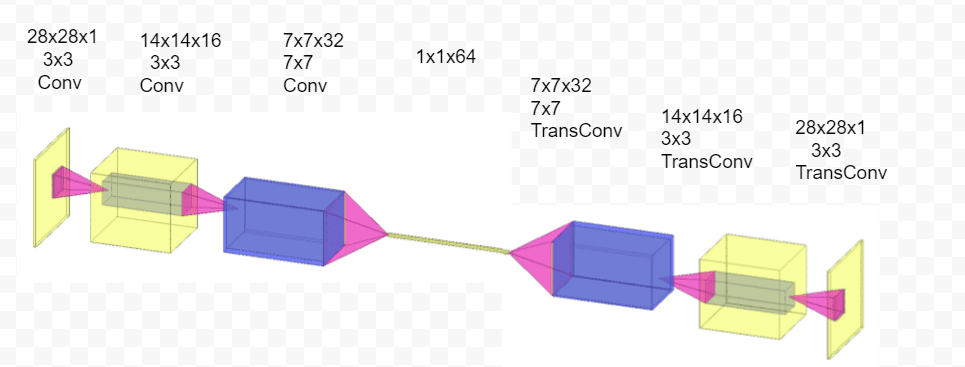 28x28x1
3x3
Conv
14x14x16
3x3
Conv
7x7x32
7x7
Conv
1x1x64
7x7x32
7x7
TransConv
14x14x16
3x3
TransConv
28x28x1
3x3
TransConv